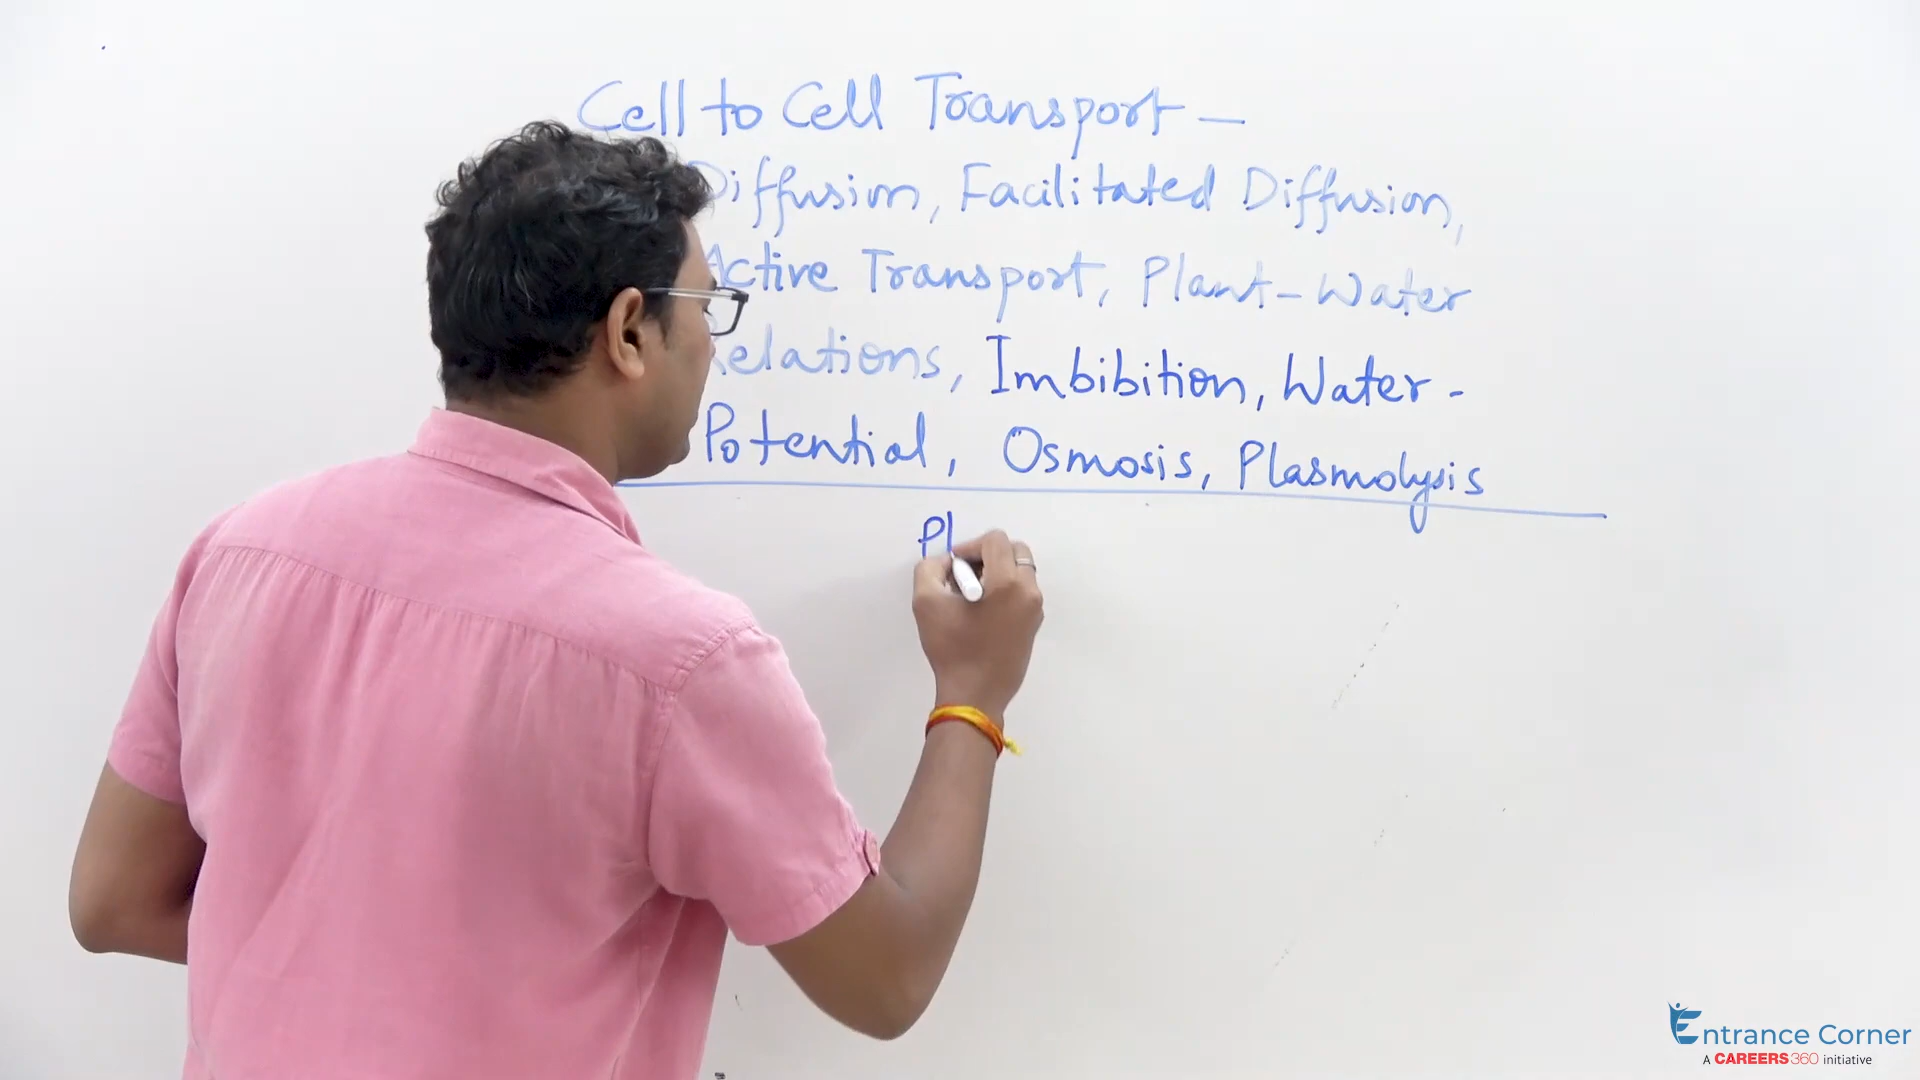 Cell to Cell Transport —
Diffusion, Facilitated Diffusion,
Active Transport, Plant-Water
Relations, Imbibition, Water-
Potential, Osmosis, Plasmolysis
Pl
Entrance Corner
A CAREERS360 initiative